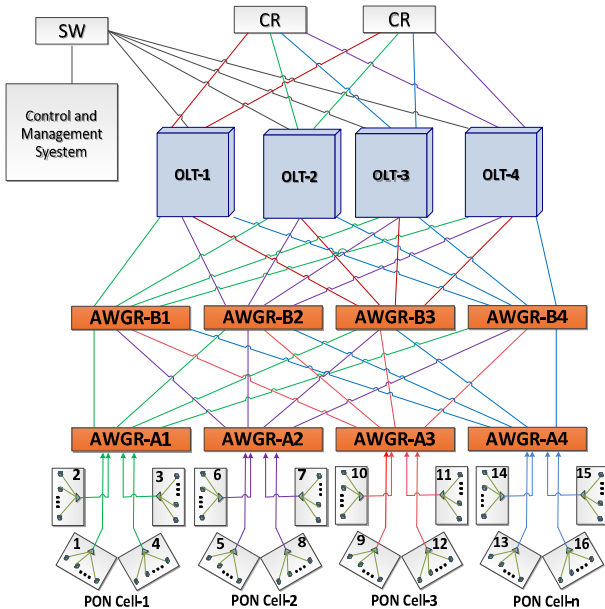 SW
CR
CR
Control and
Management
Syestem
OLT-1
OLT-2
OLT-3
OLT-4
AWGR-B1
AWGR-B2
AWGR-B3
AWGR-B4
AWGR-A1
AWGR-A2
AWGR-A3
AWGR-A4
2
3
6
7
10
11
14
15
1
4
5
8
9
12
13
16
PON Cell-1
PON Cell-2
PON Cell-3
PON Cell-n